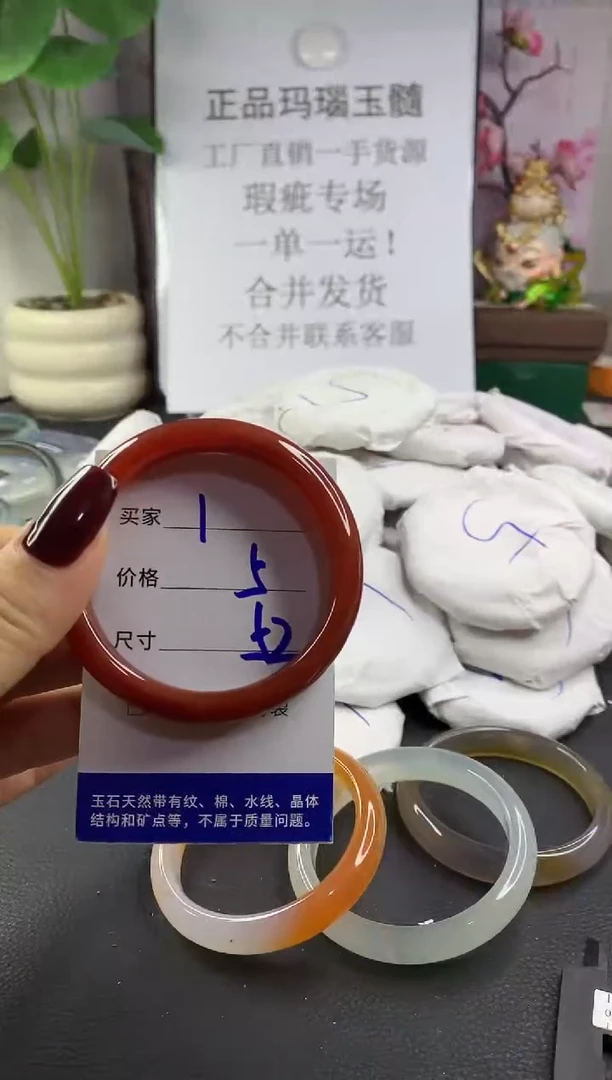 正品玛瑙玉髓
工厂直销一手货源
瑕疵专场
一单一运！
合并发货
不合并联系客服
买家 1
价格 5
尺寸
玉石天然带有纹、棉、水线、晶体
结构和矿点等，不属于质量问题。